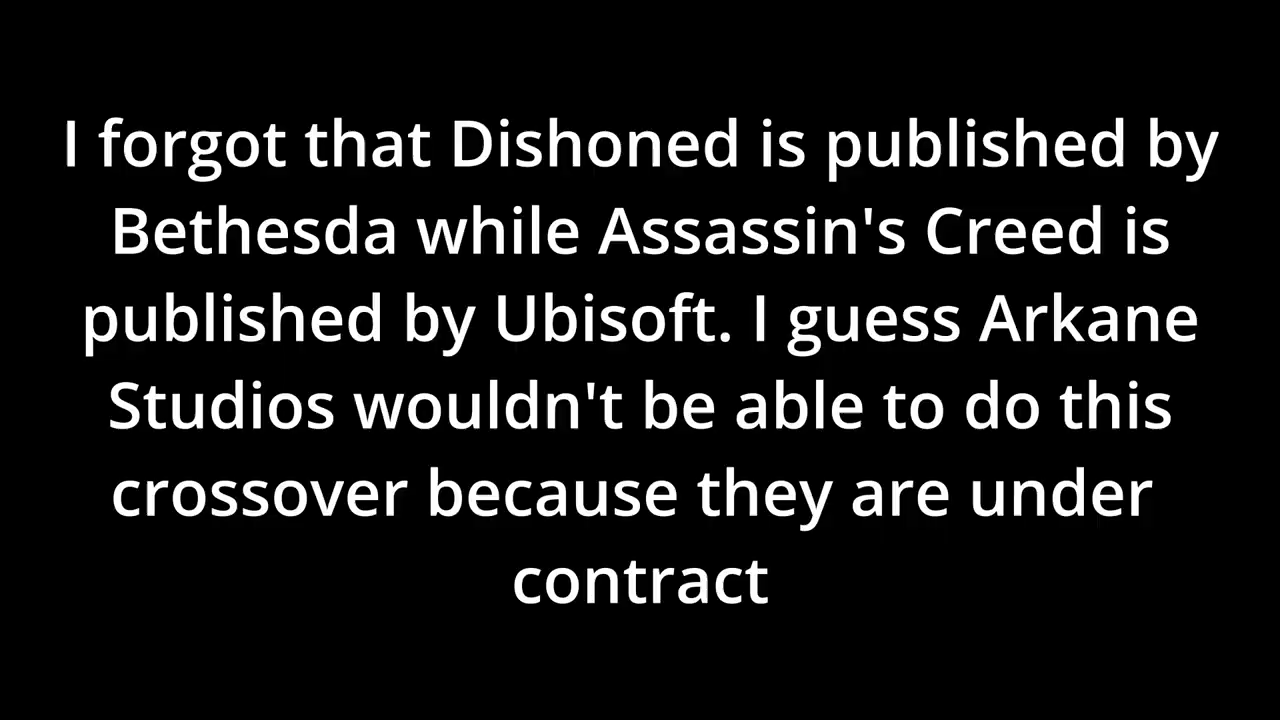 I forgot that Dishoned is published by
Bethesda while Assassin's Creed is
published by Ubisoft. I guess Arkane
Studios wouldn't be able to do this
crossover because they are under
contract